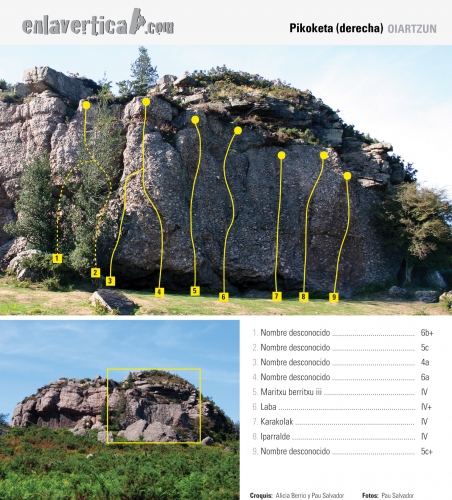 enlavertical.com
Pikoketa (derecha) OIARTZUN
1 2 3 4 5 6 7 8 9
1. Nombre desconocido 6b+
2. Nombre desconocido 5c
3. Nombre desconocido 4a
4. Nombre desconocido 6a
5. Maritxu berritxu iii IV
6. Laba IV+
7. Karakolak IV
8. Iparralde IV
9. Nombre desconocido 5c+
Croquis: Alicia Berrio y Pau Salvador Fotos: Pau Salvador